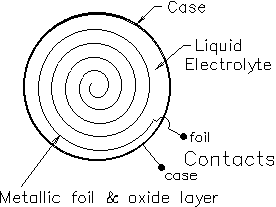 Case
Liquid
Electrolyte
foil
Contacts
case
Metallic foil & oxide layer